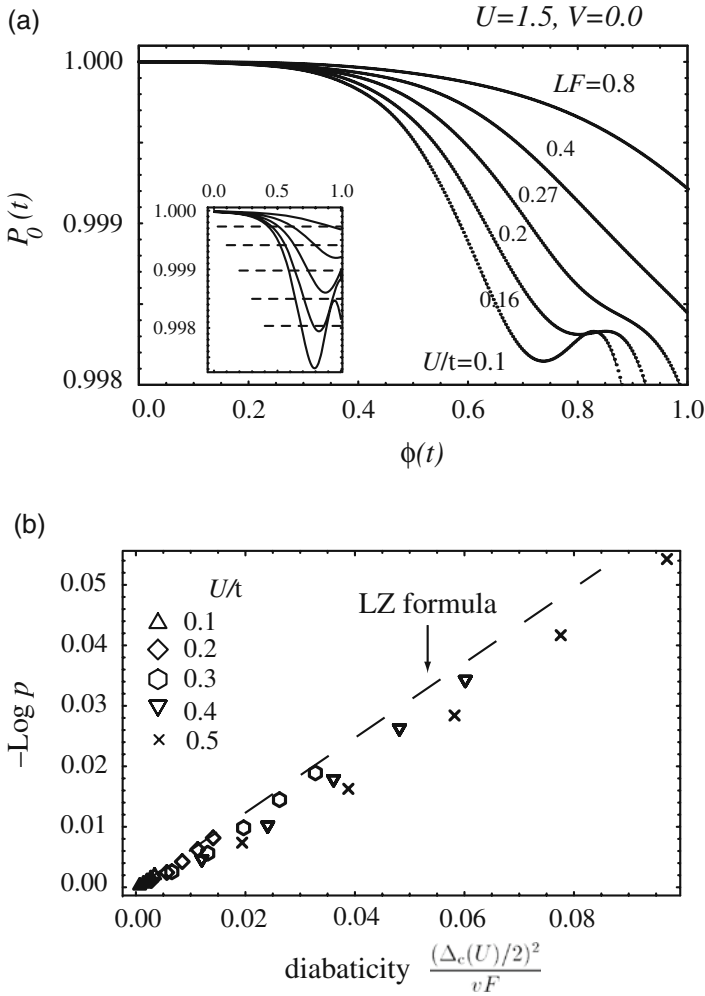 (a)
U=1.5, V=0.0
1.000
0.999
0.998
P₀(t)
LF=0.8
0.4
0.27
0.2
0.16
U/t=0.1
0.0 0.5 1.0
1.000
0.999
0.998
0.0 0.2 0.4 0.6 0.8 1.0
ϕ(t)
(b)
0.05
0.04
0.03
0.02
0.01
0.00
−Log p
U/t
0.1
0.2
0.3
0.4
0.5
LZ formula
0.00 0.02 0.04 0.06 0.08
diabaticity (Δc(U)/2)²/vF